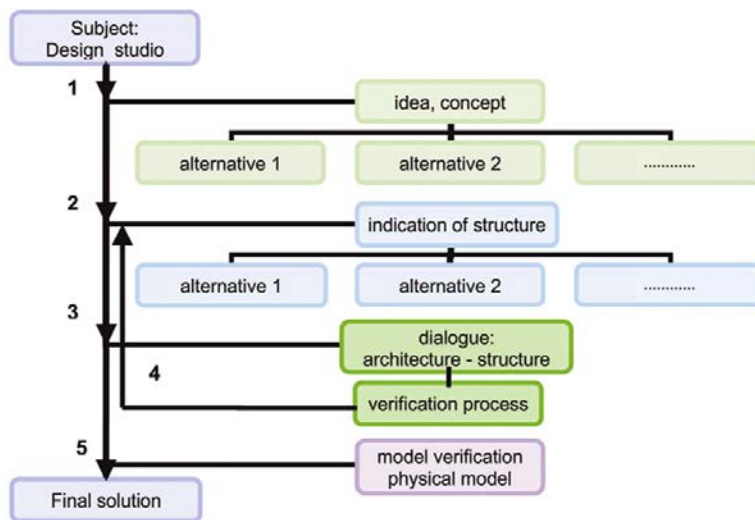 Subject:
Design studio
1
idea, concept
alternative 1
alternative 2
............
2
indication of structure
alternative 1
alternative 2
............
3
dialogue:
architecture - structure
4
verification process
5
model verification
physical model
Final solution